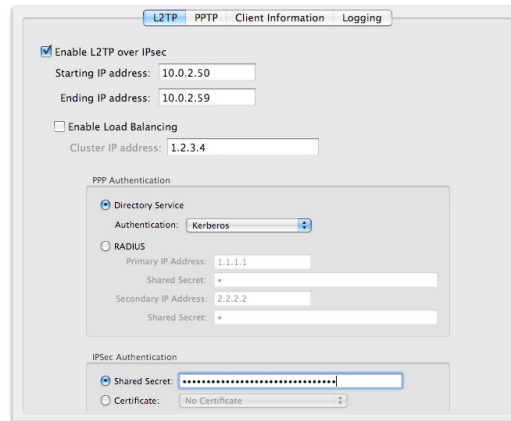 L2TP PPTP Client Information Logging
Enable L2TP over IPsec
Starting IP address: 10.0.2.50
Ending IP address: 10.0.2.59
Enable Load Balancing
Cluster IP address: 1.2.3.4
PPP Authentication
Directory Service
Authentication: Kerberos
RADIUS
Primary IP Address: 1.1.1.1
Shared Secret: •
Secondary IP Address: 2.2.2.2
Shared Secret: •
IPSec Authentication
Shared Secret: ••••••••••••••••••••••••••••••••
Certificate: No Certificate